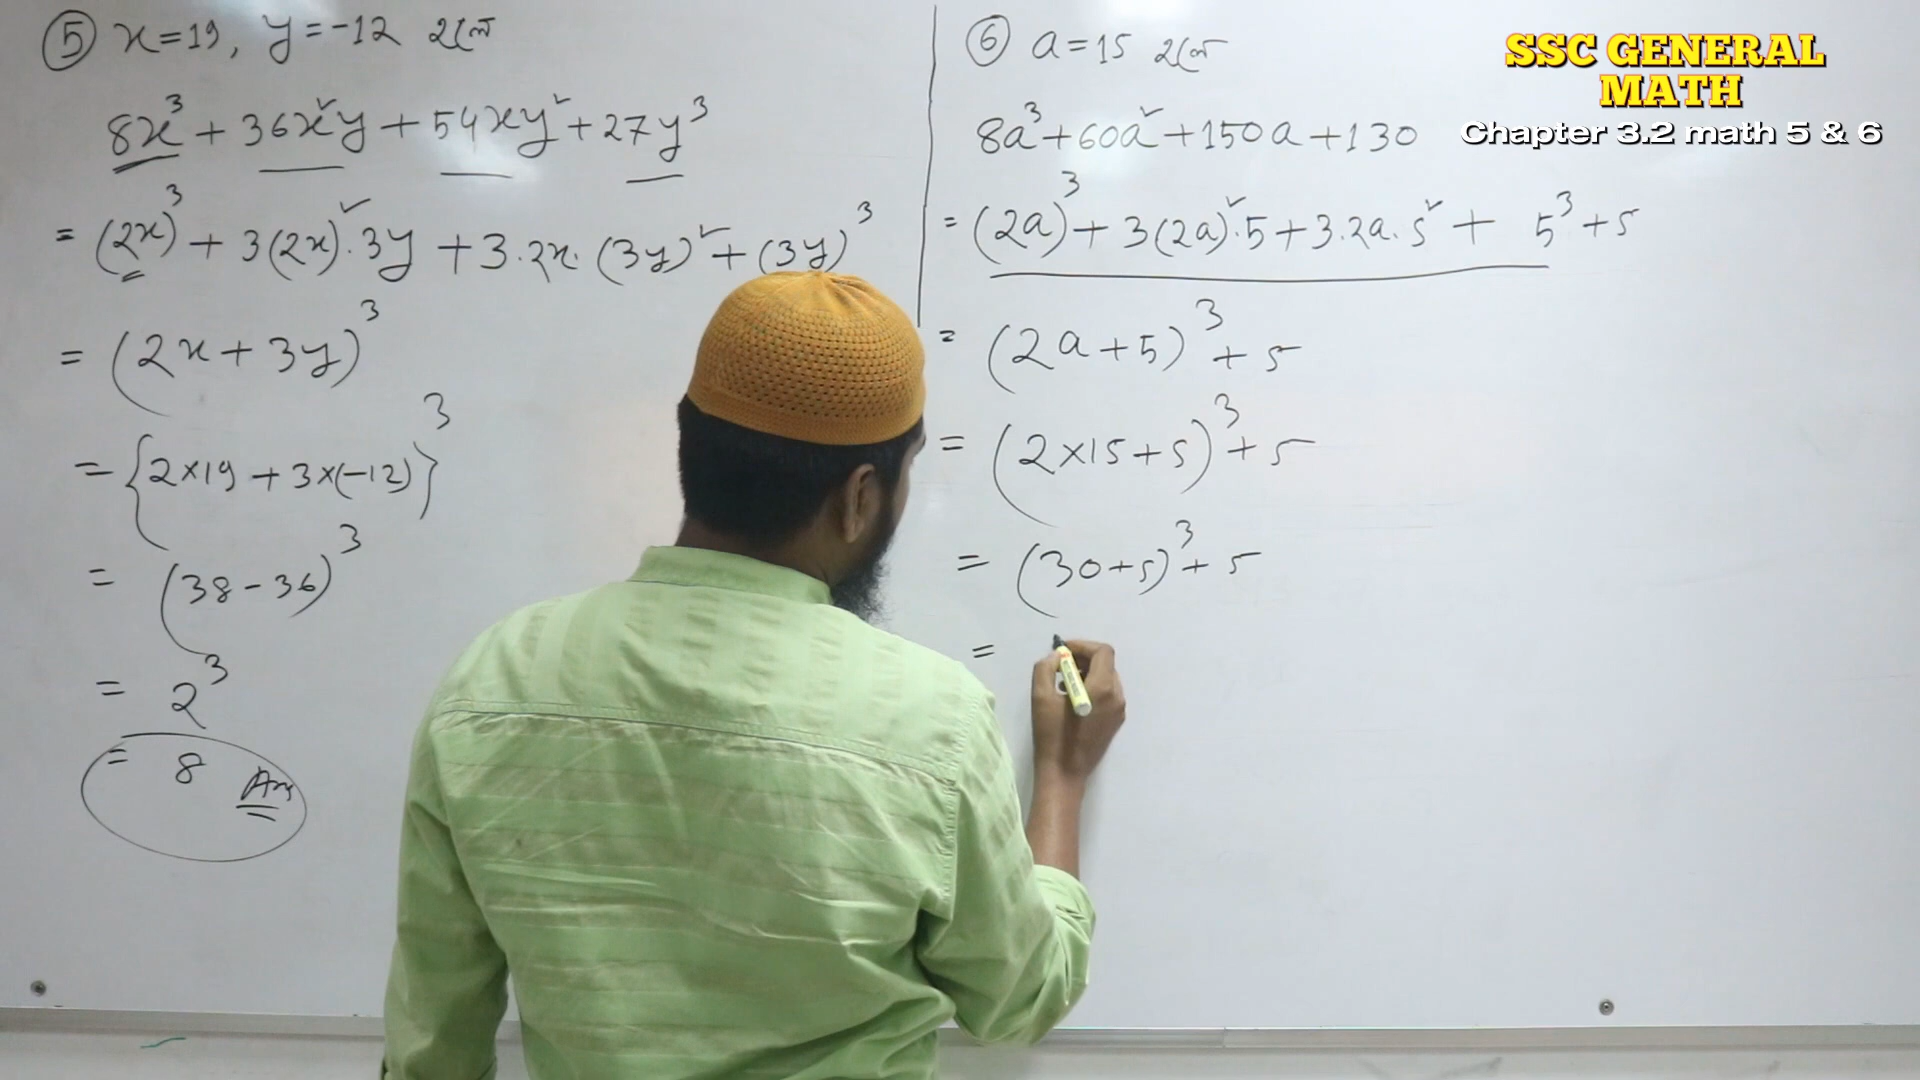 ⑤ x=19, y=-12 হলে
8x³ + 36x²y + 54xy² + 27y³
= (2x)³ + 3(2x)²·3y + 3·2x·(3y)² + (3y)³
= (2x + 3y)³
= {2×19 + 3×(-12)}³
= (38 - 36)³
= 2³
= 8 Ans
⑥ a=15 হলে
8a³ + 60a² + 150a + 130
= (2a)³ + 3(2a)²·5 + 3·2a·5² + 5³ + 5
= (2a + 5)³ + 5
= (2×15 + 5)³ + 5
= (30 + 5)³ + 5
=
SSC GENERAL
MATH
Chapter 3.2 math 5 & 6